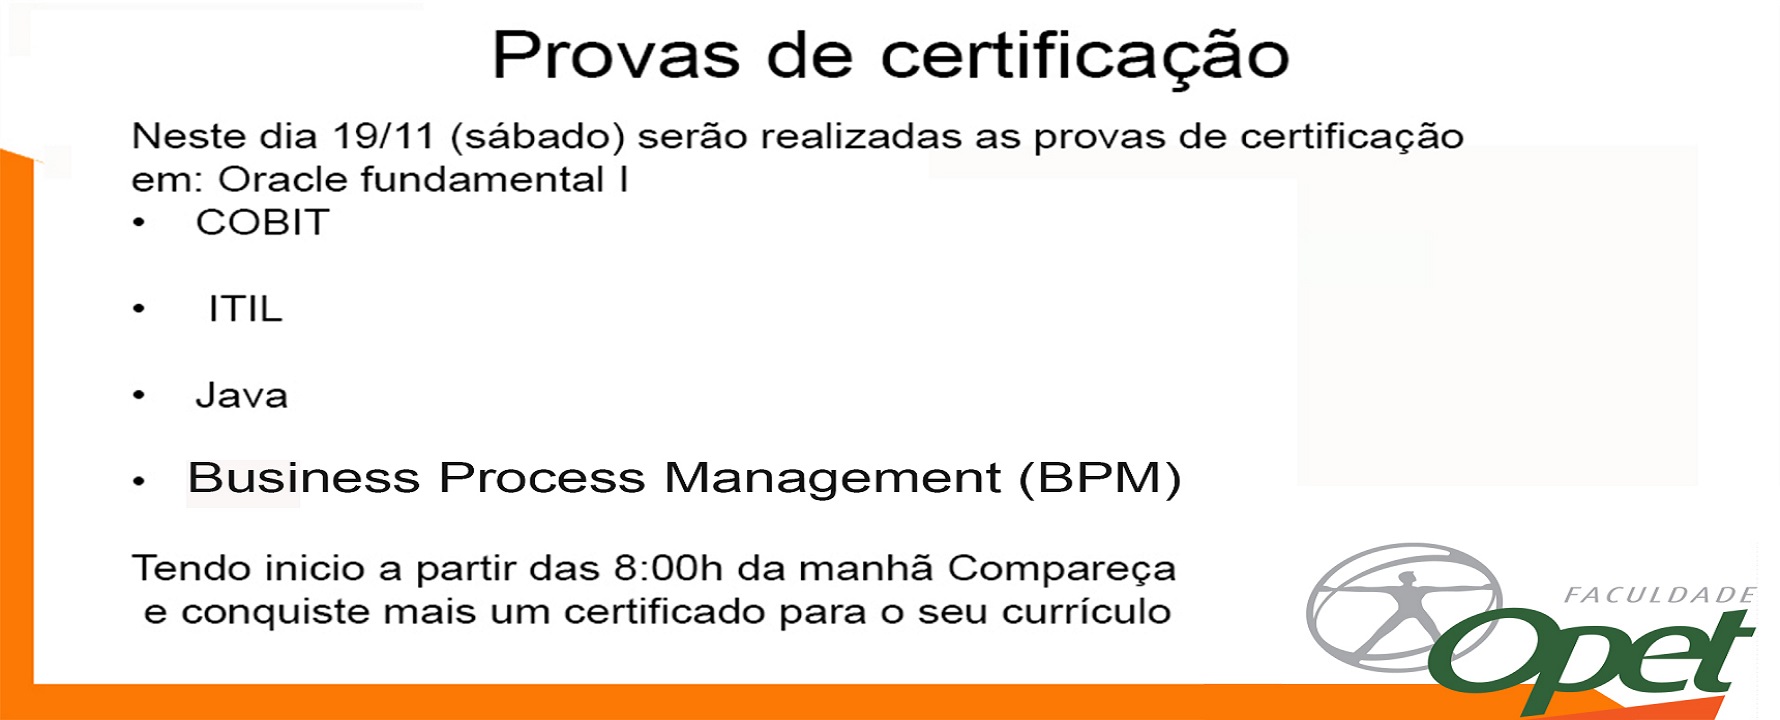 Provas de certificação
Neste dia 19/11 (sábado) serão realizadas as provas de certificação
em: Oracle fundamental I
• COBIT
• ITIL
• Java
• Business Process Management (BPM)
Tendo inicio a partir das 8:00h da manhã Compareça
e conquiste mais um certificado para o seu currículo
FACULDADE
Opet